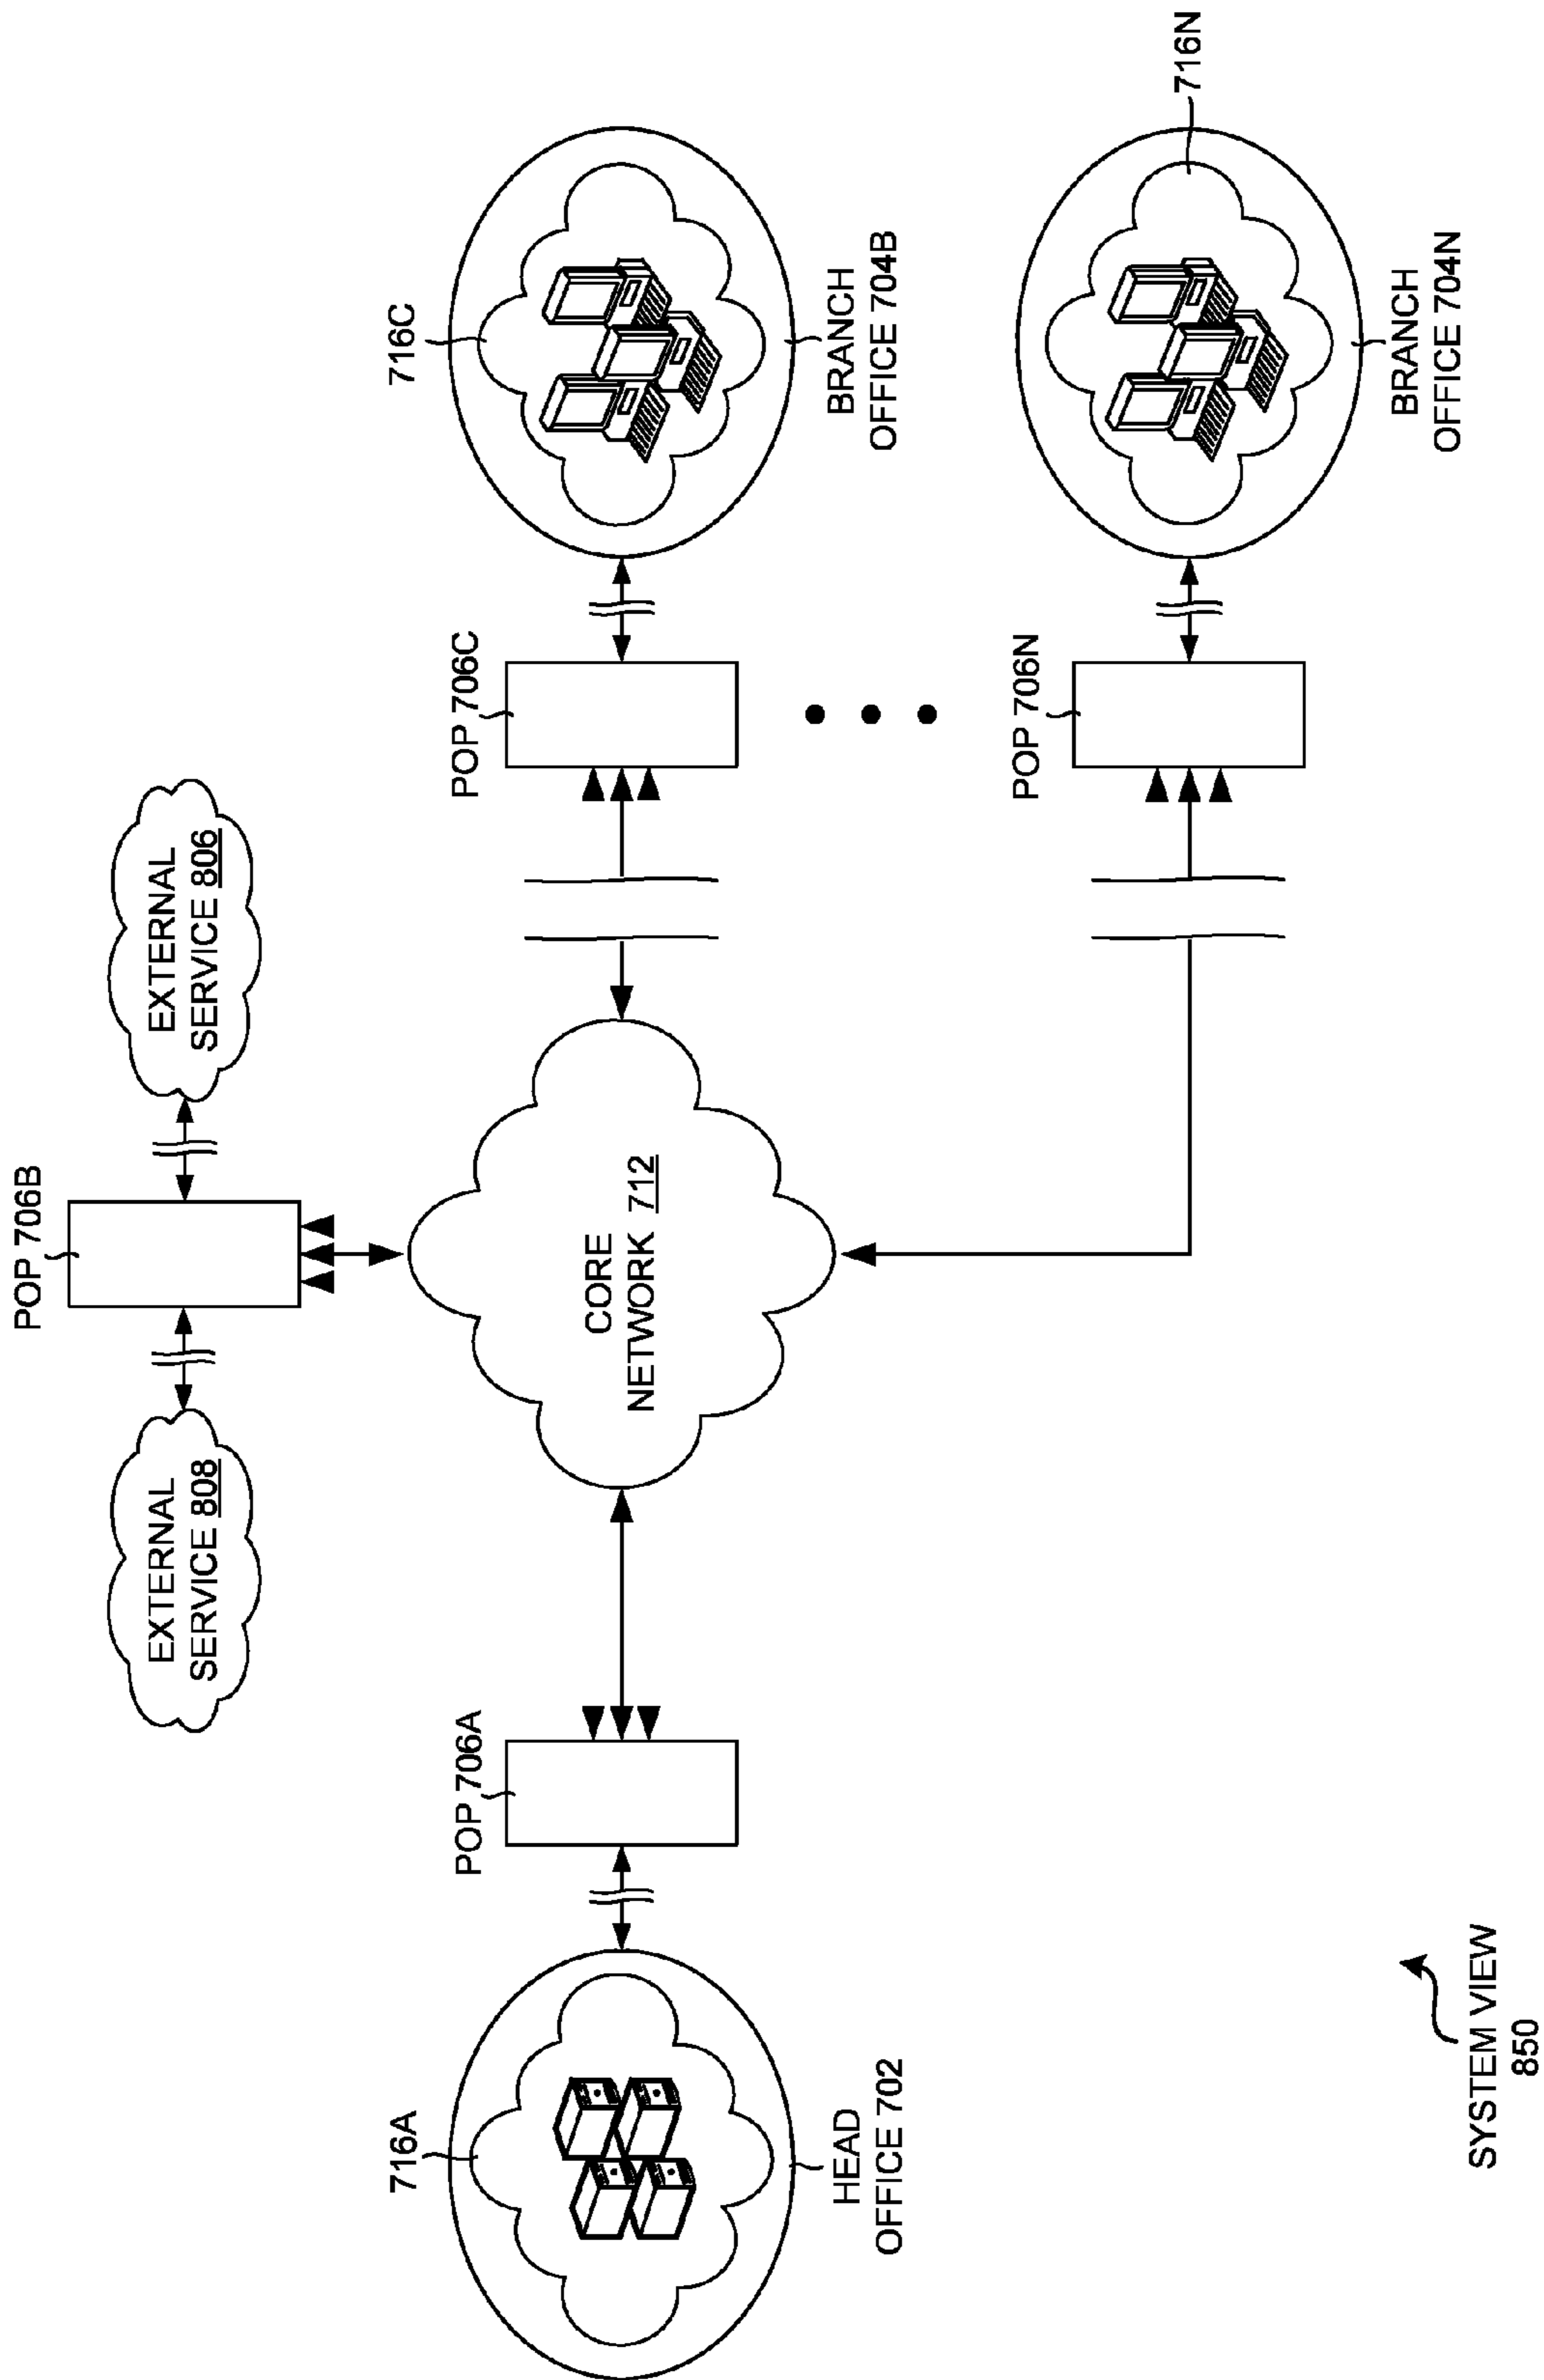 POP 706B
EXTERNAL
SERVICE 808
EXTERNAL
SERVICE 806
716A
POP 706A
CORE
NETWORK 712
POP 706C
716C
HEAD
OFFICE 702
BRANCH
OFFICE 704B
POP 706N
716N
BRANCH
OFFICE 704N
SYSTEM VIEW
850